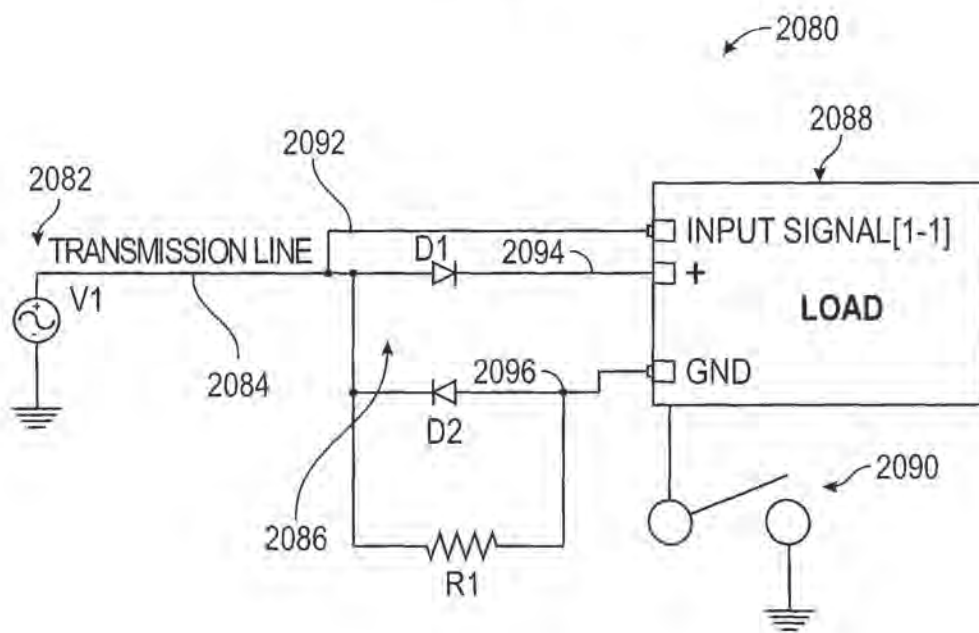 2080
2088
2092
2082
TRANSMISSION LINE
D1
2094
INPUT SIGNAL[1-1]
+
LOAD
V1
2084
2096
GND
D2
2090
2086
R1